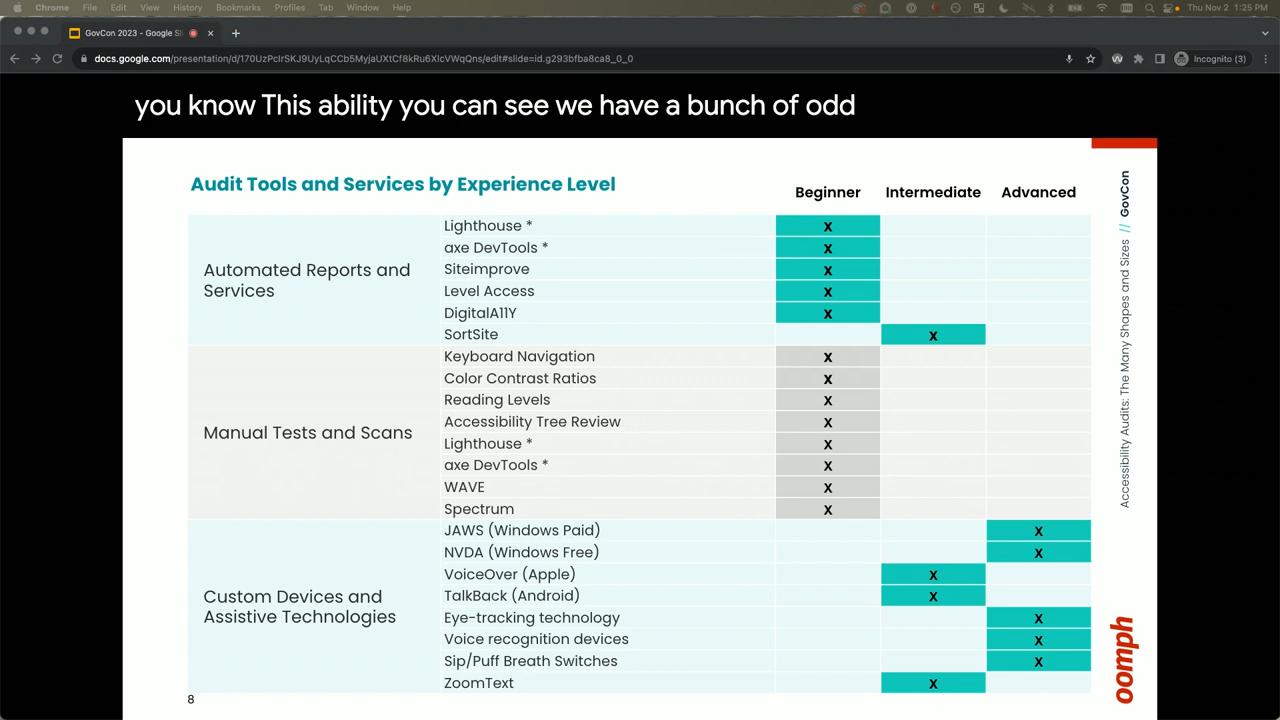 Chrome File Edit View History Bookmarks Profiles Tab Window Help Thu Nov 2 1:25 PM
GovCon 2023 - Google Sl
docs.google.com/presentation/d/170UzPcIrSKJ9UyLqCCb5MyjaUXtCf8kRu6XlcVWqQns/edit#slide=id.g293bfba8ca8_0_0 Incognito (3)
you know This ability you can see we have a bunch of odd
Audit Tools and Services by Experience Level
Beginner Intermediate Advanced
Automated Reports and
Services
Lighthouse * X
axe DevTools * X
Siteimprove X
Level Access X
DigitalA11Y X
SortSite X
Manual Tests and Scans
Keyboard Navigation X
Color Contrast Ratios X
Reading Levels X
Accessibility Tree Review X
Lighthouse * X
axe DevTools * X
WAVE X
Spectrum X
Custom Devices and
Assistive Technologies
JAWS (Windows Paid) X
NVDA (Windows Free) X
VoiceOver (Apple) X
TalkBack (Android) X
Eye-tracking technology X
Voice recognition devices X
Sip/Puff Breath Switches X
ZoomText X
8
Accessibility Audits: The Many Shapes and Sizes // GovCon
oomph